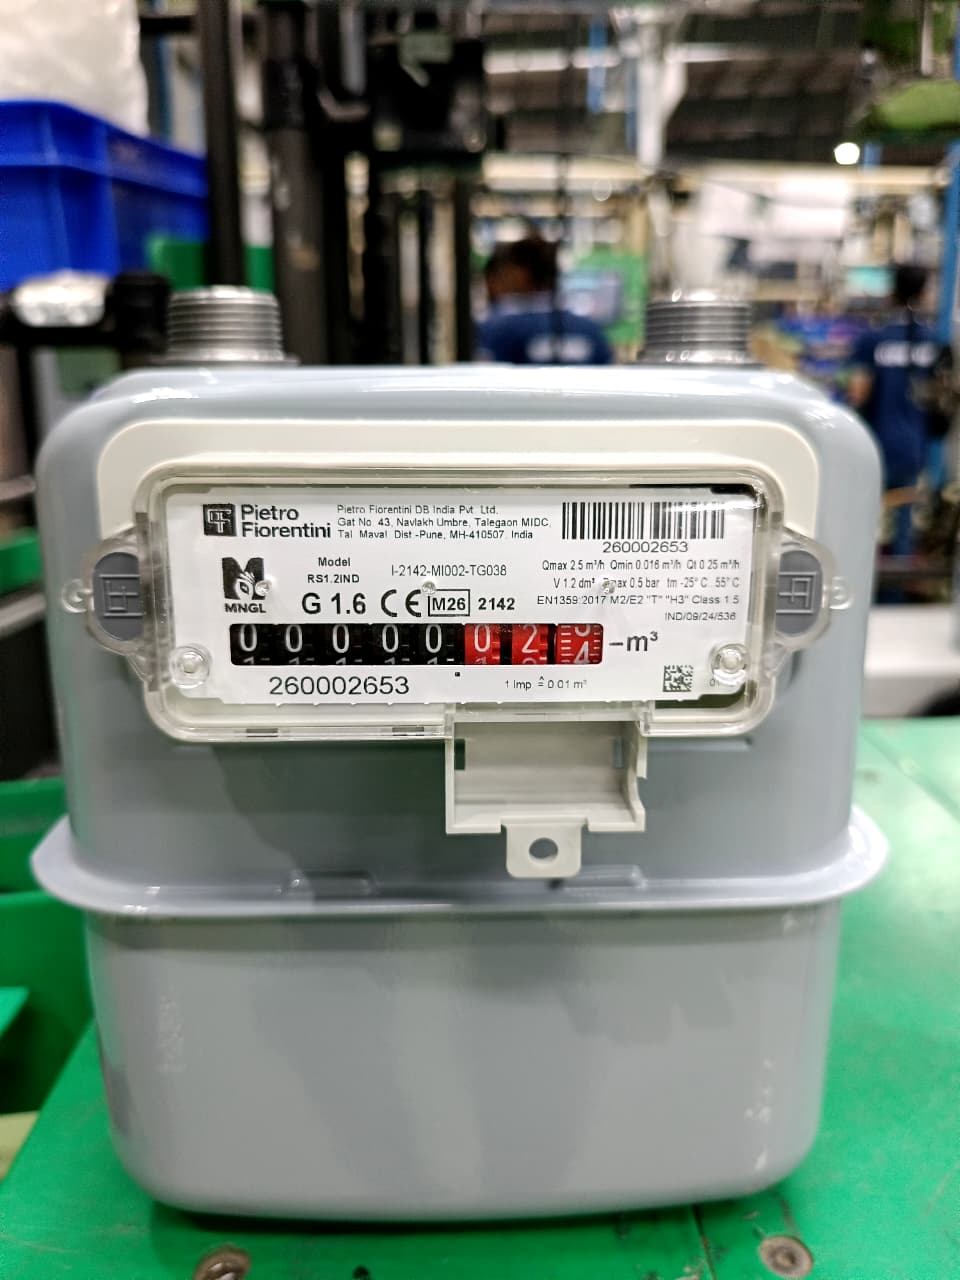 Pietro
Fiorentini
Pietro Fiorentini DB India Pvt. Ltd.
Gat No. 43, Navlakh Umbre, Talegaon MIDC,
Tal. Maval Dist -Pune, MH-410507, India
260002653
MNGL
Model
RS1.2IND
I-2142-MI002-TG038
G 1.6 CE M26 2142
Qmax 2.5 m³/h Qmin 0.016 m³/h Qt 0.25 m³/h
V 1.2 dm³ Pmax 0.5 bar tm -25° C 55° C
EN1359:2017 M2/E2 "T" "H3" Class 1.5
IND/09/24/536
0 0 0 0 0 0 2 4 m³
260002653
1 imp ≙ 0.01 m³